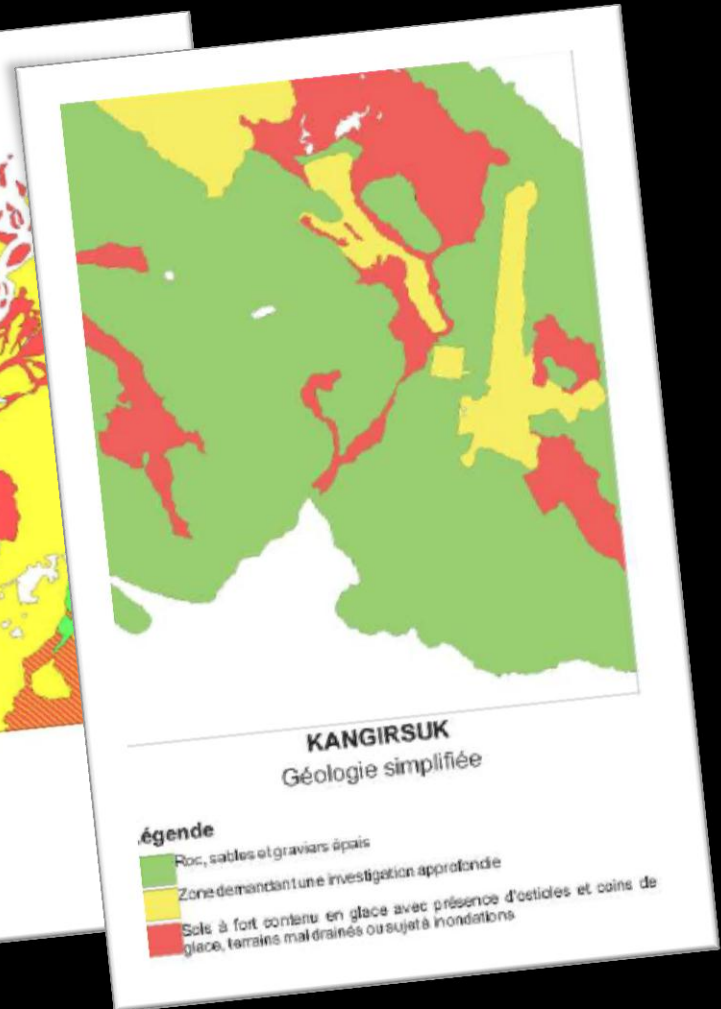 KANGIRSUK
Géologie simplifiée
égende
Roc, sables et graviers épais
Zone demandant une investigation approfondie
Sols à fort contenu en glace avec présence d'osticles et coins de
glace, terrains mal drainés ou sujet à inondations